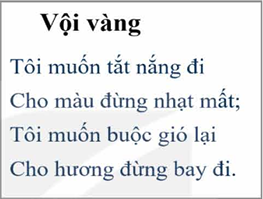 Vội vàng
Tôi muốn tắt nắng đi
Cho màu đừng nhạt mất;
Tôi muốn buộc gió lại
Cho hương đừng bay đi.